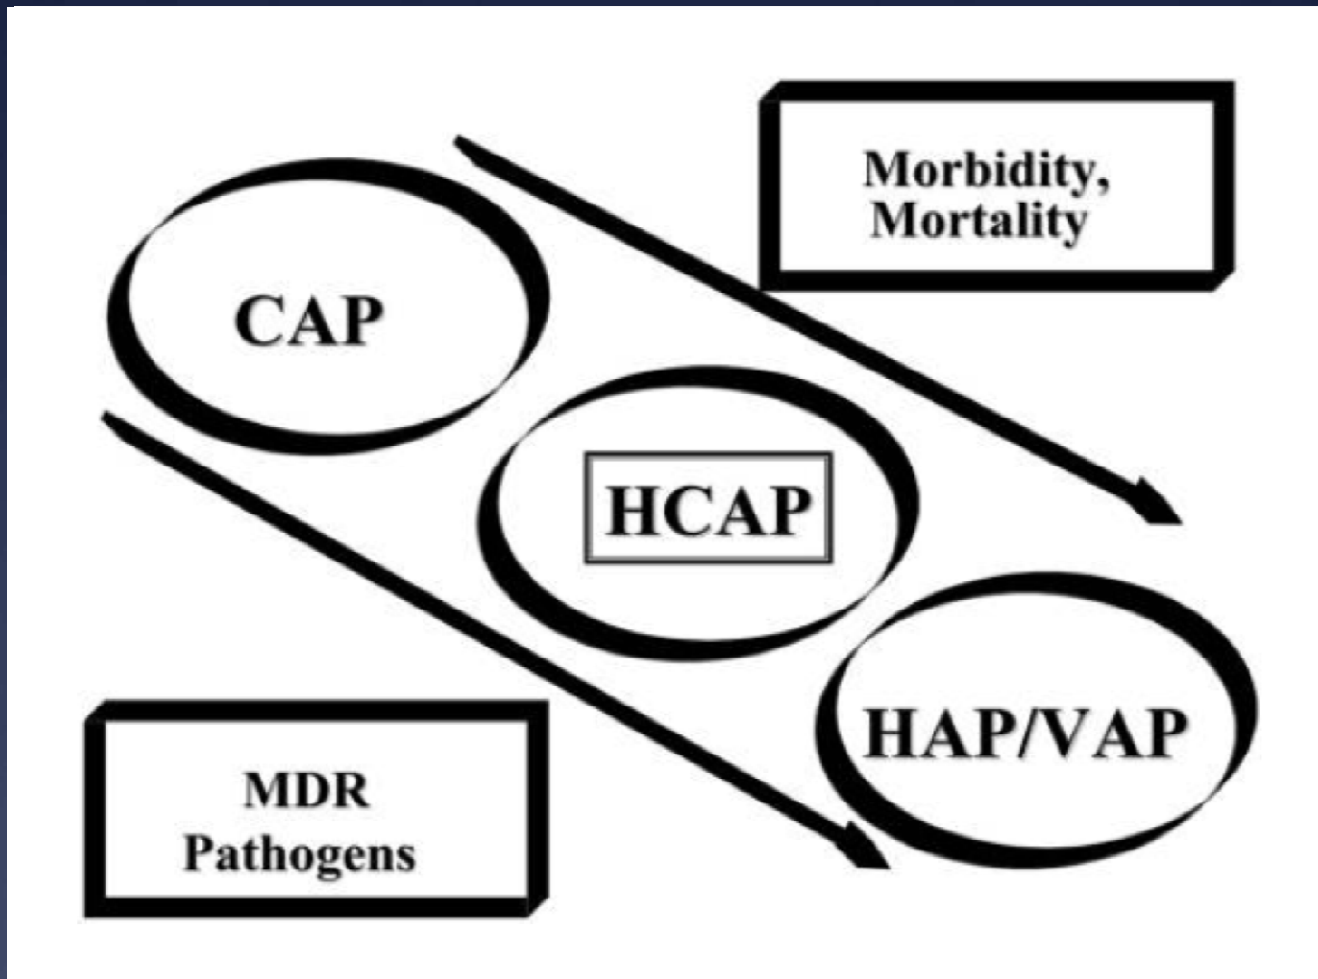 Morbidity,
Mortality
CAP
HCAP
HAP/VAP
MDR
Pathogens